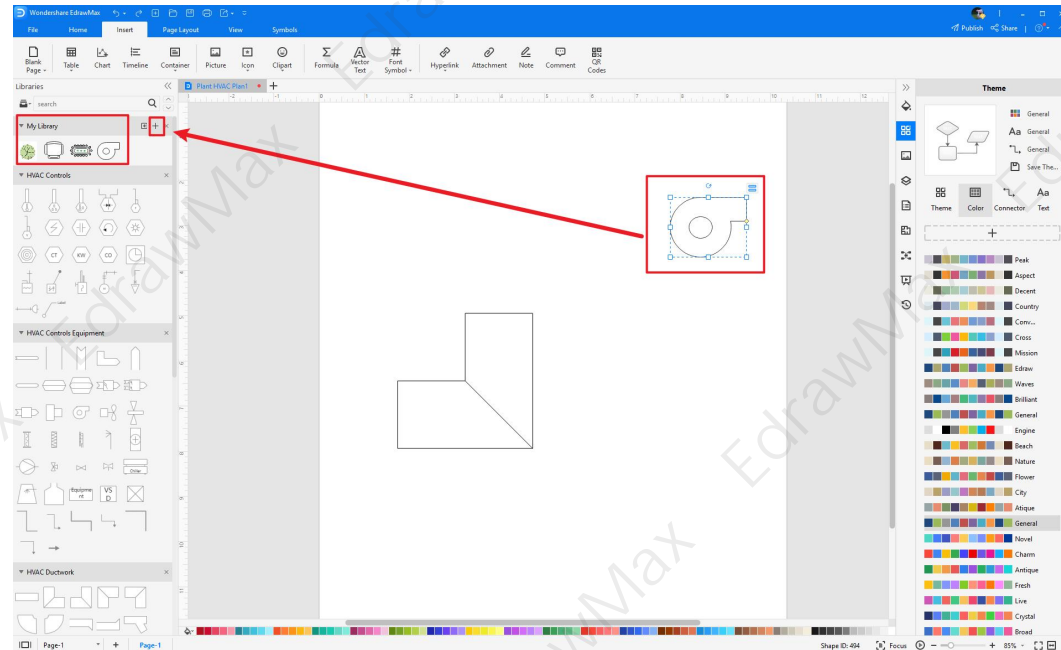 Wondershare EdrawMax
File Home Insert Page Layout View Symbols Publish Share
Blank Page Table Chart Timeline Container Picture Icon Clipart Formula Vector Text Font Symbol Hyperlink Attachment Note Comment QR Codes
Libraries
Plant HVAC Plan1
search
My Library
HVAC Controls
CT KW CO
HVAC Controls Equipment
Chiller
Equipme
nt
VS
D
HVAC Ductwork
Theme
General
Aa General
General
Save The...
Theme Color Connector Text
Aa
Peak
Aspect
Decent
Country
Conv...
Cross
Mission
Edraw
Waves
Brilliant
General
Engine
Beach
Nature
Flower
City
Atique
General
Novel
Charm
Antique
Fresh
Live
Crystal
Broad
Page-1 Page-1 Shape ID: 494 Focus 85%
EdrawMax
EdrawMax
EdrawMax